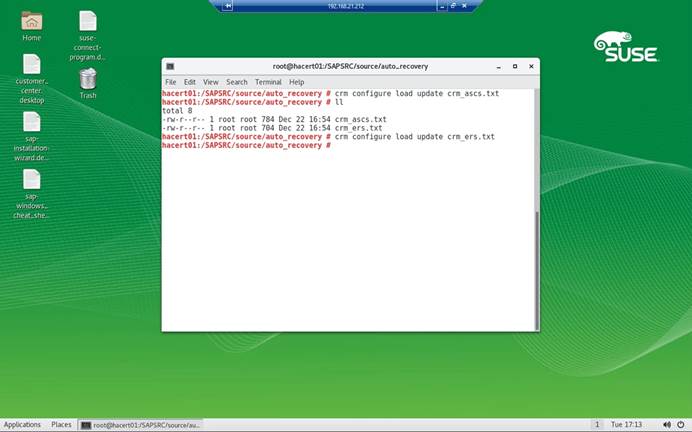 192.168.21.212
Home
suse-
connect-
program.d...
customer_
center.
desktop
Trash
sap-
installation-
wizard.de...
sap-
windows_
cheat_she...
SUSE
root@hacert01:/SAPSRC/source/auto_recovery
File Edit View Search Terminal Help
hacert01:/SAPSRC/source/auto_recovery # crm configure load update crm_ascs.txt
hacert01:/SAPSRC/source/auto_recovery # ll
total 8
-rw-r--r-- 1 root root 784 Dec 22 16:54 crm_ascs.txt
-rw-r--r-- 1 root root 704 Dec 22 16:54 crm_ers.txt
hacert01:/SAPSRC/source/auto_recovery # crm configure load update crm_ers.txt
hacert01:/SAPSRC/source/auto_recovery #
Applications Places root@hacert01:/SAPSRC/source/au... 1 Tue 17:13